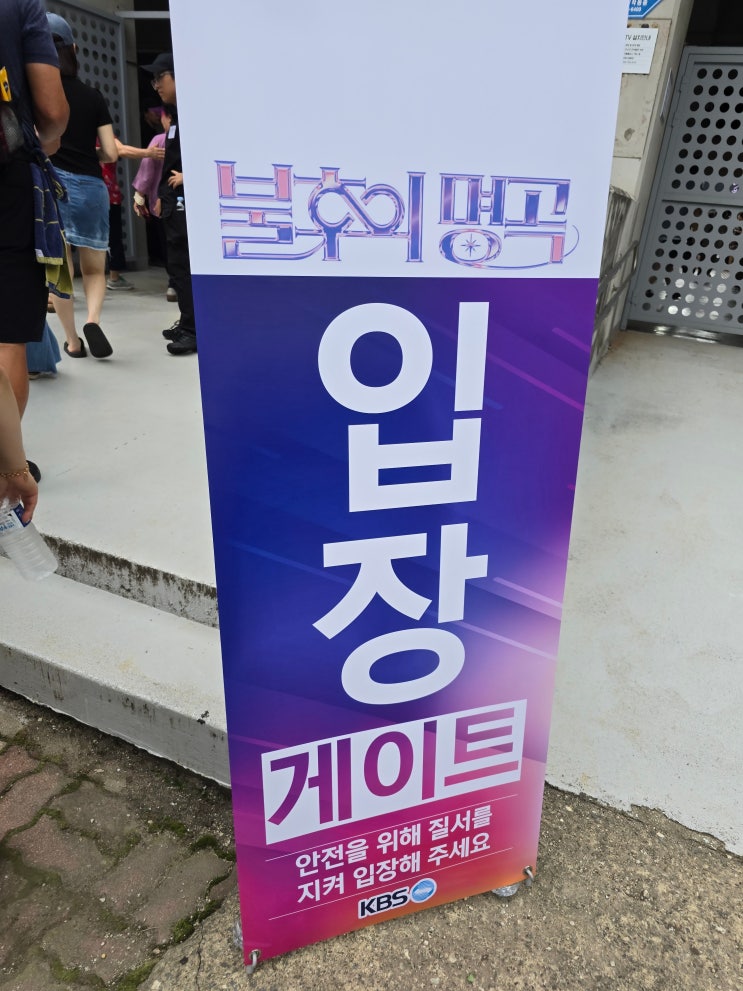 불후의 명곡
입장
게이트
안전을 위해 질서를
지켜 입장해 주세요
KBS